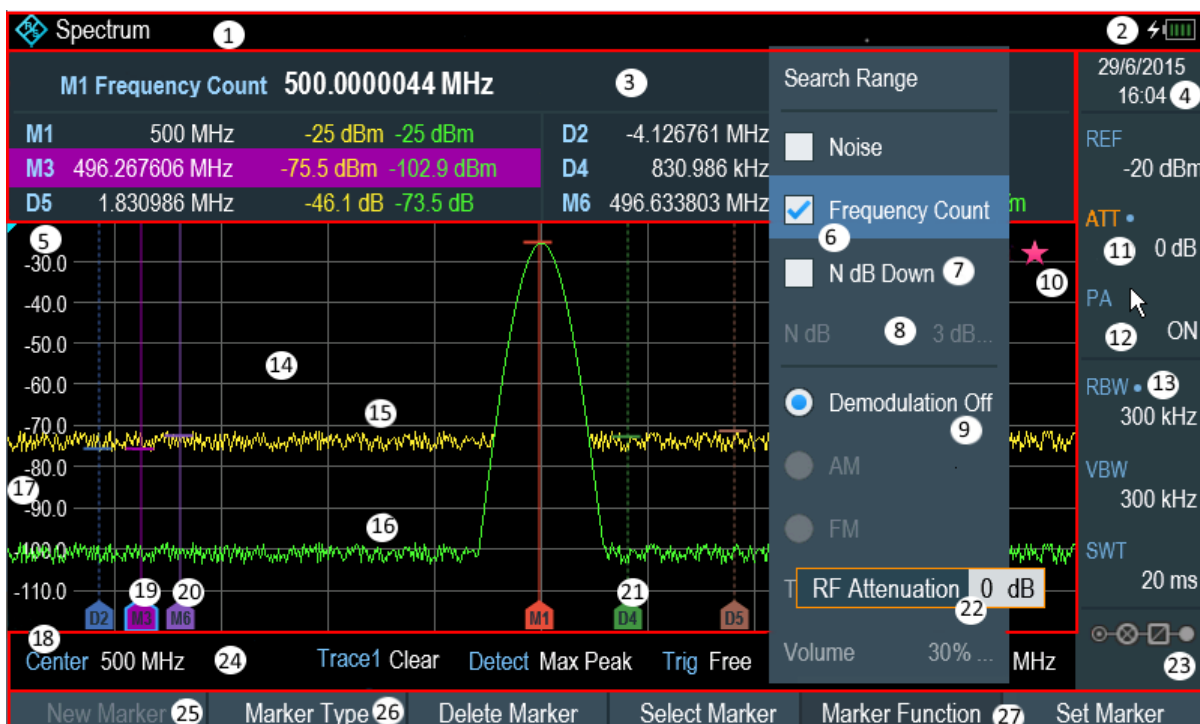 Spectrum 1 2
M1 Frequency Count 500.0000044 MHz 3
29/6/2015
16:04 4
M1 500 MHz -25 dBm -25 dBm D2 -4.126761 MHz
M3 496.267606 MHz -75.5 dBm -102.9 dBm D4 830.986 kHz
D5 1.830986 MHz -46.1 dB -73.5 dB M6 496.633803 MHz m
Search Range
Noise
Frequency Count
6
N dB Down 7
N dB 8 3 dB...
Demodulation Off
9
AM
FM
T
RF Attenuation 0 dB
22
Volume 30% ...
REF
-20 dBm
ATT
11 0 dB
PA
12 ON
RBW 13
300 kHz
VBW
300 kHz
SWT
20 ms
23
5
10
-30.0
-40.0
-50.0
14
-60.0
15
-70.0
-80.0
17
-90.0
16
-100.0
-110.0
19 20 21
D2 M3 M6 M1 D4 D5
18
Center 500 MHz 24 Trace1 Clear Detect Max Peak Trig Free MHz
New Marker 25 Marker Type 26 Delete Marker Select Marker Marker Function 27 Set Marker